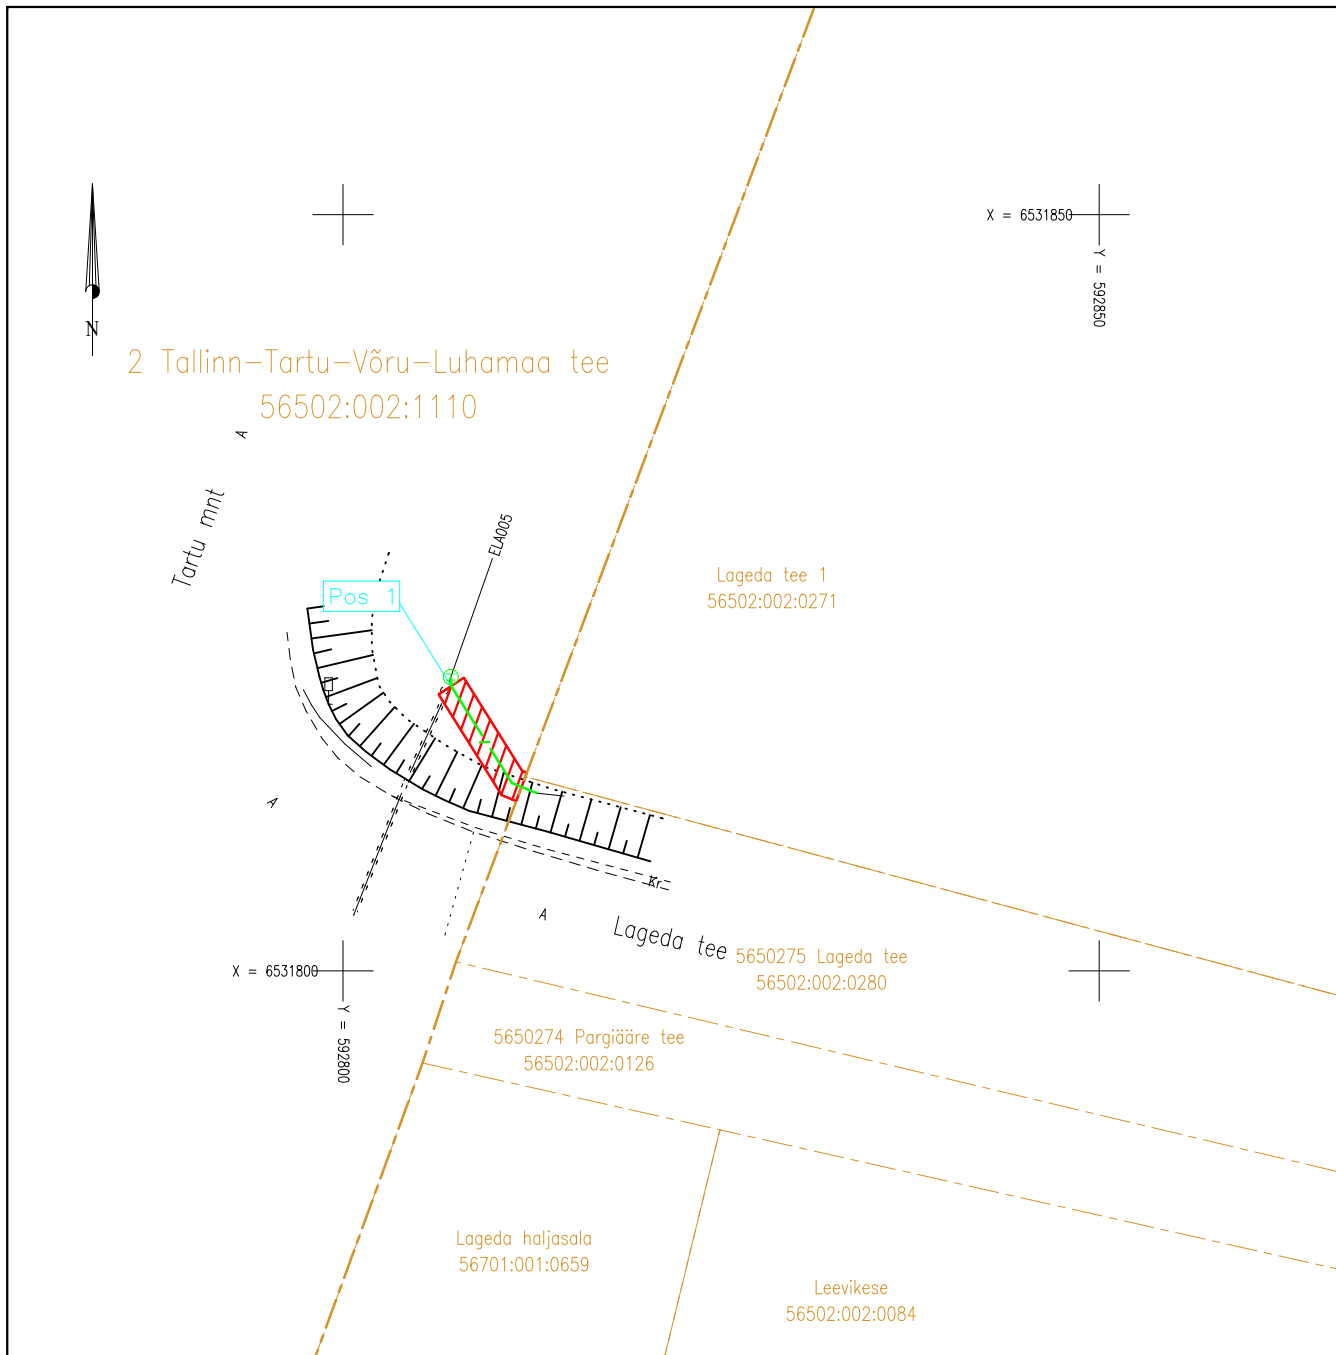 X = 6531850
Y = 592850
N
2 Tallinn-Tartu-Võru-Luhamaa tee
56502:002:1110
A
Tartu mnt
ELA005
Pos 1
Lageda tee 1
56502:002:0271
A
Kr
A
Lageda tee
5650275 Lageda tee
56502:002:0280
X = 6531800
Y = 592800
5650274 Pargiääre tee
56502:002:0126
Lageda haljasala
56701:001:0659
Leevikese
56502:002:0084